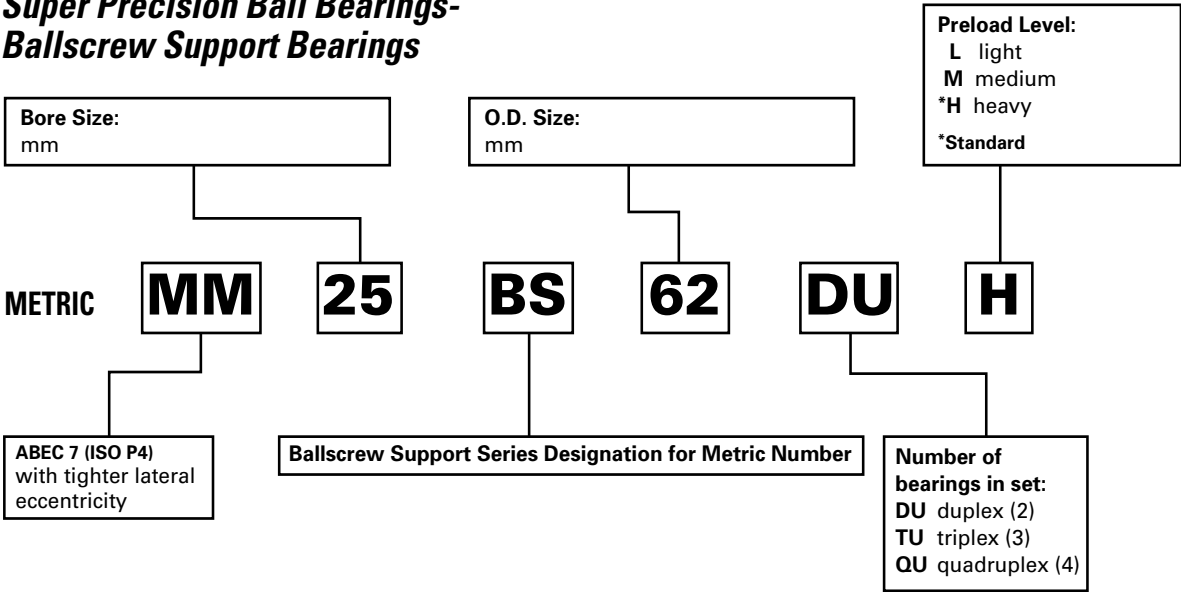 Super Precision Ball Bearings-
Ballscrew Support Bearings
Preload Level:
L light
M medium
*H heavy
*Standard
Bore Size:
mm
O.D. Size:
mm
METRIC MM 25 BS 62 DU H
ABEC 7 (ISO P4)
with tighter lateral
eccentricity
Ballscrew Support Series Designation for Metric Number
Number of
bearings in set:
DU duplex (2)
TU triplex (3)
QU quadruplex (4)